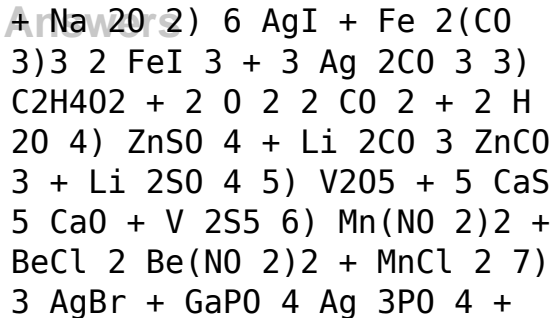 Answers
+ Na 2O 2) 6 AgI + Fe 2(CO
3)3 2 FeI 3 + 3 Ag 2CO 3 3)
C2H4O2 + 2 O 2 2 CO 2 + 2 H
2O 4) ZnSO 4 + Li 2CO 3 ZnCO
3 + Li 2SO 4 5) V2O5 + 5 CaS
5 CaO + V 2S5 6) Mn(NO 2)2 +
BeCl 2 Be(NO 2)2 + MnCl 2 7)
3 AgBr + GaPO 4 Ag 3PO 4 +